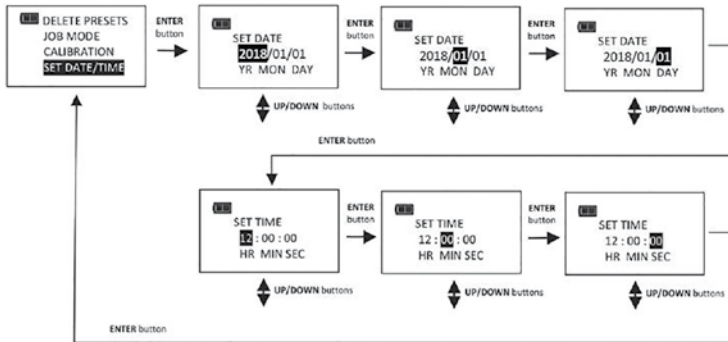 DELETE PRESETS
JOB MODE
CALIBRATION
SET DATE/TIME
ENTER
button
SET DATE
2018/01/01
YR MON DAY
UP/DOWN buttons
ENTER
button
SET DATE
2018/01/01
YR MON DAY
UP/DOWN buttons
ENTER
button
SET DATE
2018/01/01
YR MON DAY
UP/DOWN buttons
ENTER button
SET TIME
12 : 00 : 00
HR MIN SEC
UP/DOWN buttons
ENTER
button
SET TIME
12 : 00 : 00
HR MIN SEC
UP/DOWN buttons
ENTER
button
SET TIME
12 : 00 : 00
HR MIN SEC
UP/DOWN buttons
ENTER button